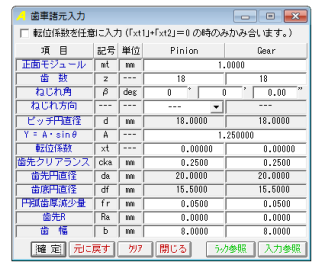 歯車諸元入力
転位係数を任意に入力 (「xt1」+「xt2」=0 の時のみかみ合います。)
項 目 記号 単位 Pinion Gear
正面モジュール mt mm 1.0000
歯 数 z --- 18 18
ねじれ角 β deg 0 ° 0 ' 0.00 "
ねじれ方向 --- --- --- ---
ピッチ円直径 d mm 18.0000 18.0000
Y = A・sinθ A --- 1.250000
転位係数 xt --- 0.00000 0.00000
歯先クリアランス cka mm 0.2500 0.2500
歯先円直径 da mm 20.0000 20.0000
歯底円直径 df mm 15.5000 15.5000
円弧歯厚減少量 fr mm 0.0500 0.0500
歯先R Ra mm 0.0000 0.0000
歯 幅 b mm 8.0000 8.0000
確 定 元に戻す クリア 閉じる ラック参照 入力参照